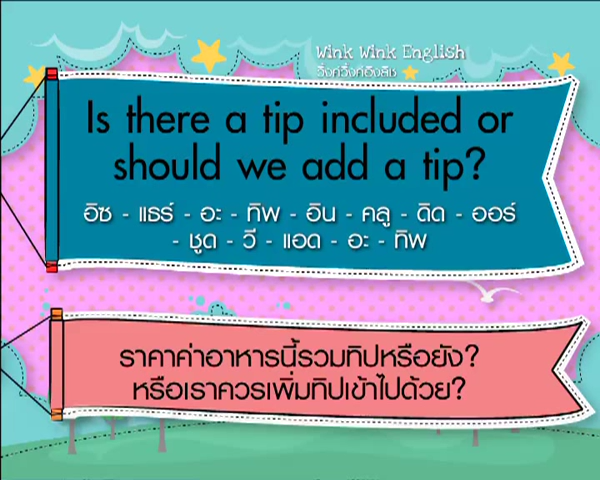 Wink Wink English
วิ้งค์วิ้งค์อิงลิช
Is there a tip included or
should we add a tip?
อิซ - แธร์ - อะ - ทิพ - อิน - คลู - ดิด - ออร์
- ชูด - วี - แอด - อะ - ทิพ
ราคาค่าอาหารนี้รวมทิปหรือยัง?
หรือเราควรเพิ่มทิปเข้าไปด้วย?